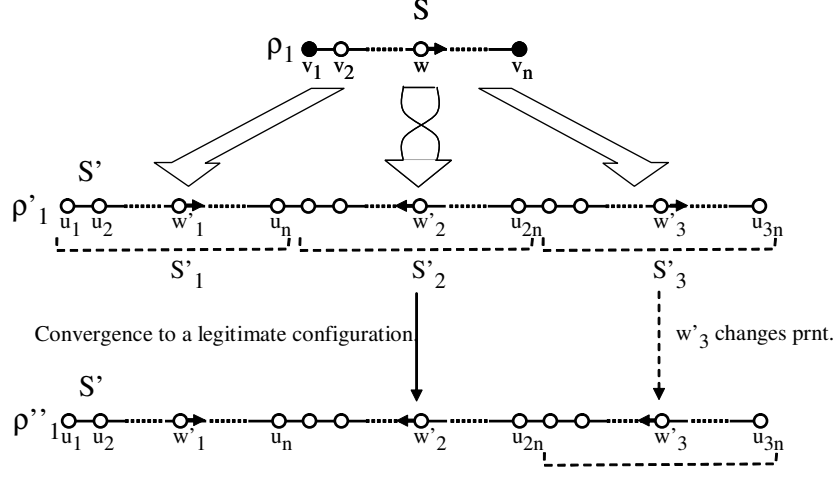 S
ρ1
v1 v2 w vn
S'
ρ'1
u1 u2 w'1 un w'2 u2n w'3 u3n
S'1 S'2 S'3
Convergence to a legitimate configuration.
w'3 changes prnt.
S'
ρ''1
u1 u2 w'1 un w'2 u2n w'3 u3n